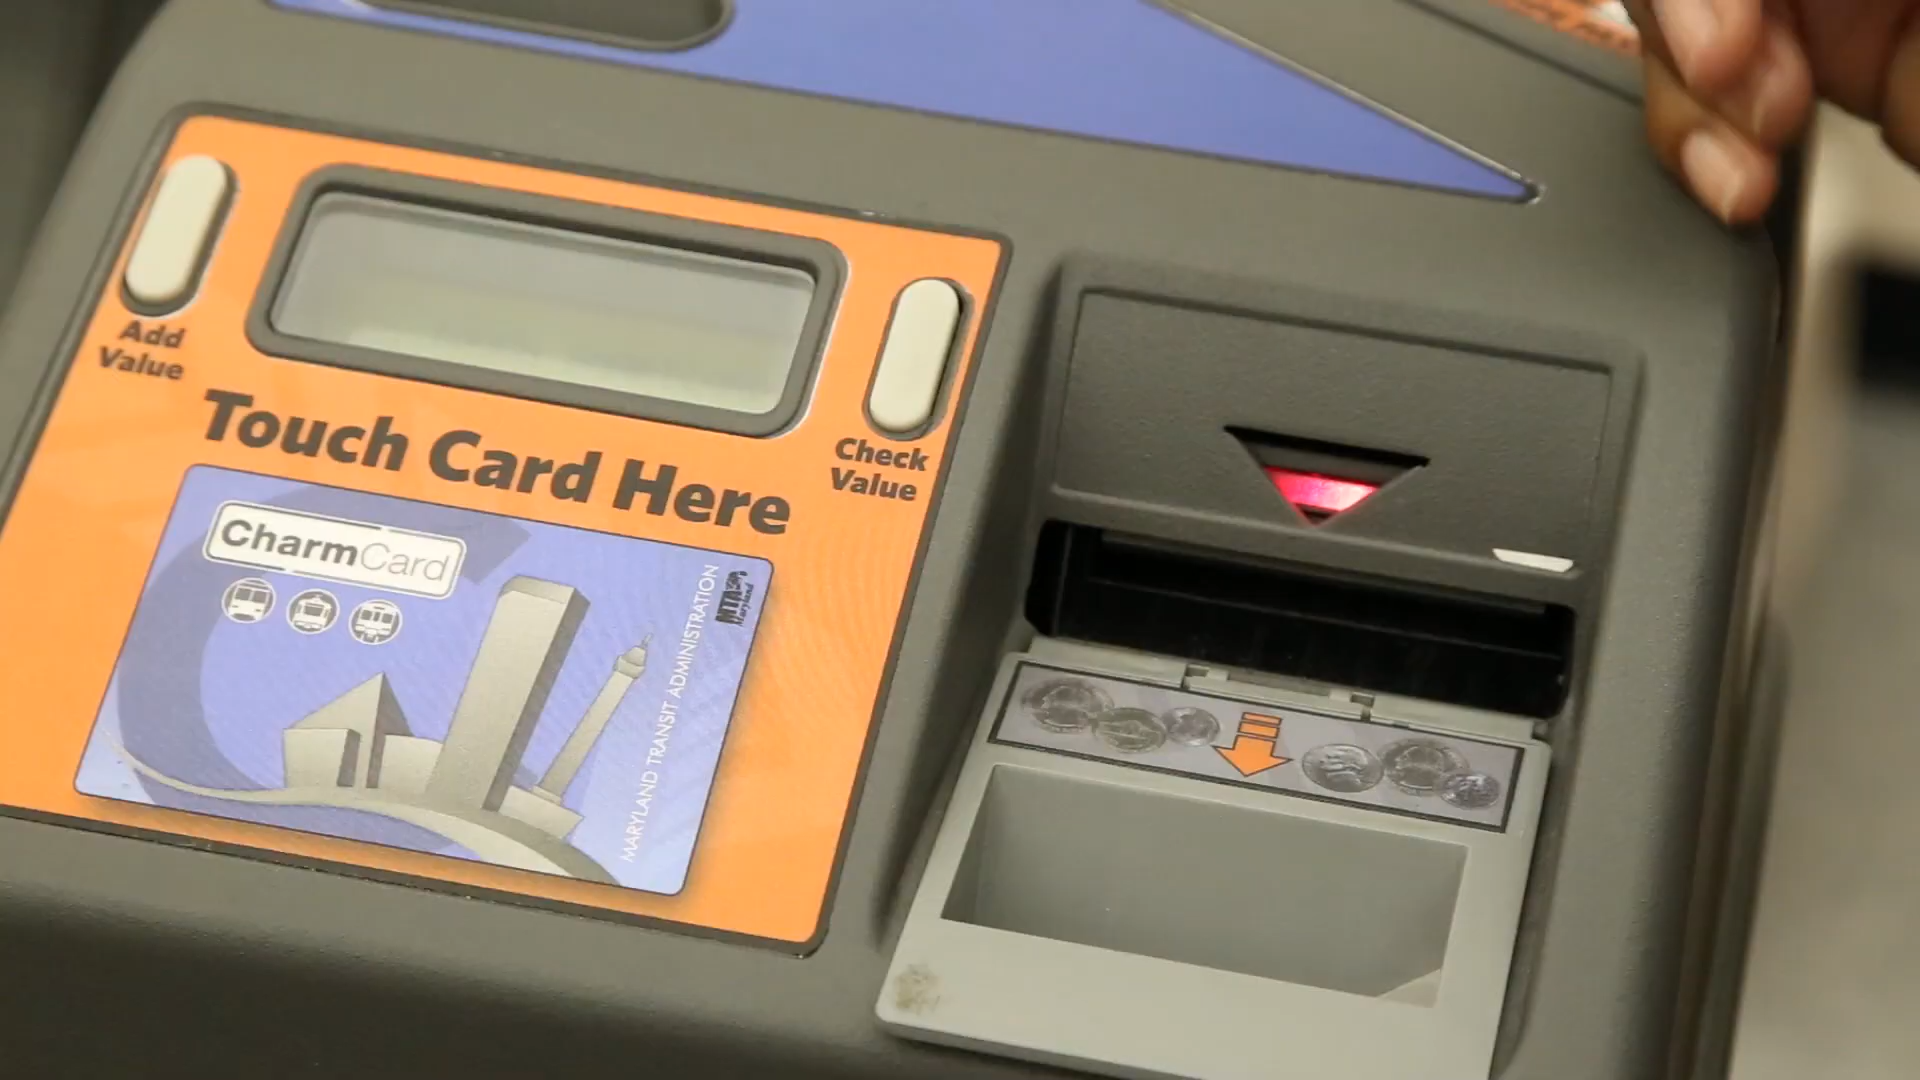 Add
Value
Check
Value
Touch Card Here
CharmCard
MARYLAND TRANSIT ADMINISTRATION
MTA
Maryland